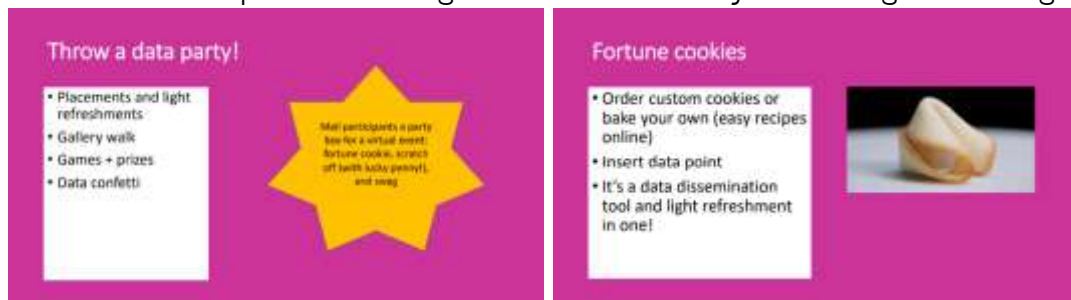 Throw a data party!
• Placements and light
refreshments
• Gallery walk
• Games + prizes
• Data confetti
Mail participants a party
box for a virtual event:
fortune cookie, scratch
off (with lucky penny!),
and swag
Fortune cookies
• Order custom cookies or
bake your own (easy recipes
online)
• Insert data point
• It's a data dissemination
tool and light refreshment
in one!